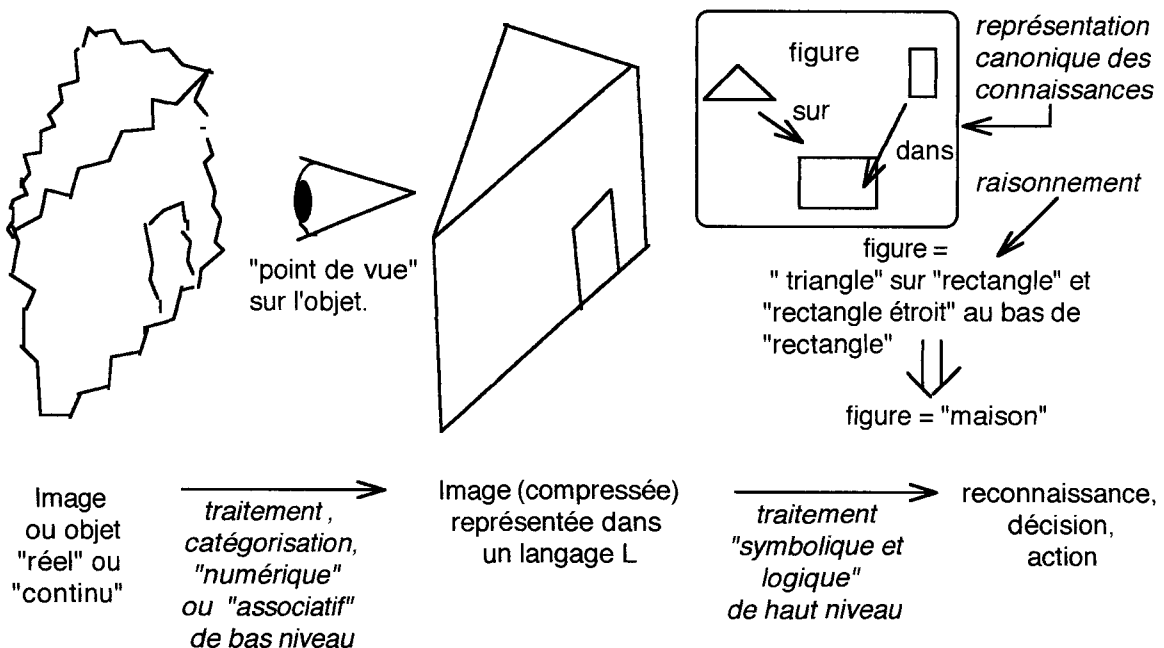 figure
sur
dans
représentation
canonique des
connaissances
raisonnement
"point de vue"
sur l'objet.
figure =
" triangle" sur "rectangle" et
"rectangle étroit" au bas de
"rectangle"
figure = "maison"
Image
ou objet
"réel" ou
"continu"
traitement ,
catégorisation,
"numérique"
ou "associatif"
de bas niveau
Image (compressée)
représentée dans
un langage L
traitement
"symbolique et
logique"
de haut niveau
reconnaissance,
décision,
action